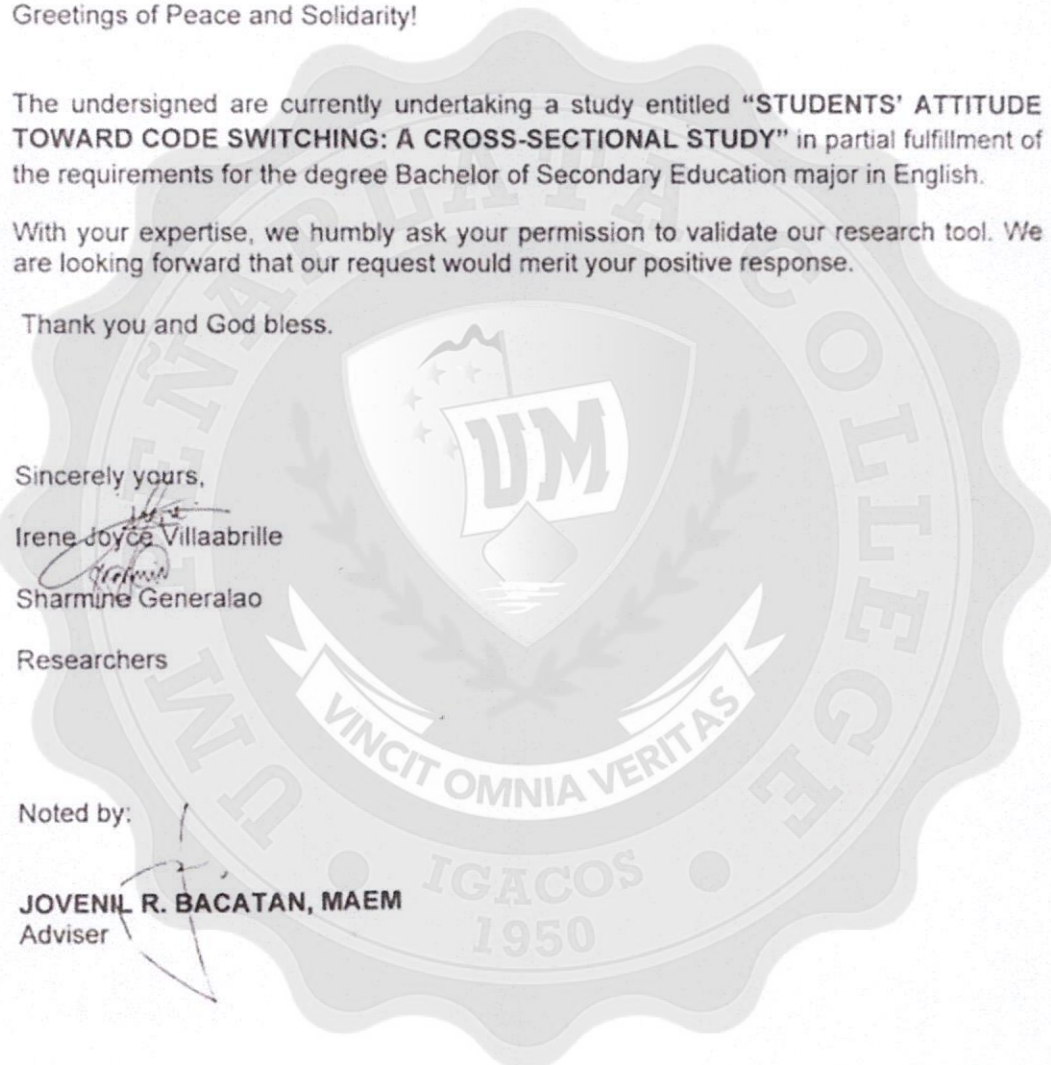 Greetings of Peace and Solidarity!
The undersigned are currently undertaking a study entitled “STUDENTS’ ATTITUDE
TOWARD CODE SWITCHING: A CROSS-SECTIONAL STUDY” in partial fulfillment of
the requirements for the degree Bachelor of Secondary Education major in English.
With your expertise, we humbly ask your permission to validate our research tool. We
are looking forward that our request would merit your positive response.
Thank you and God bless.
Sincerely yours,
Irene Joyce Villaabrille
Sharmine Generalao
Researchers
Noted by:
JOVENIL R. BACATAN, MAEM
Adviser
UM PEÑAPLATA COLLEGE
UM
VINCIT OMNIA VERITAS
IGACOS
1950